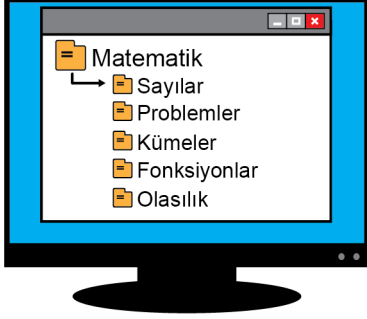 Matematik
Sayılar
Problemler
Kümeler
Fonksiyonlar
Olasılık